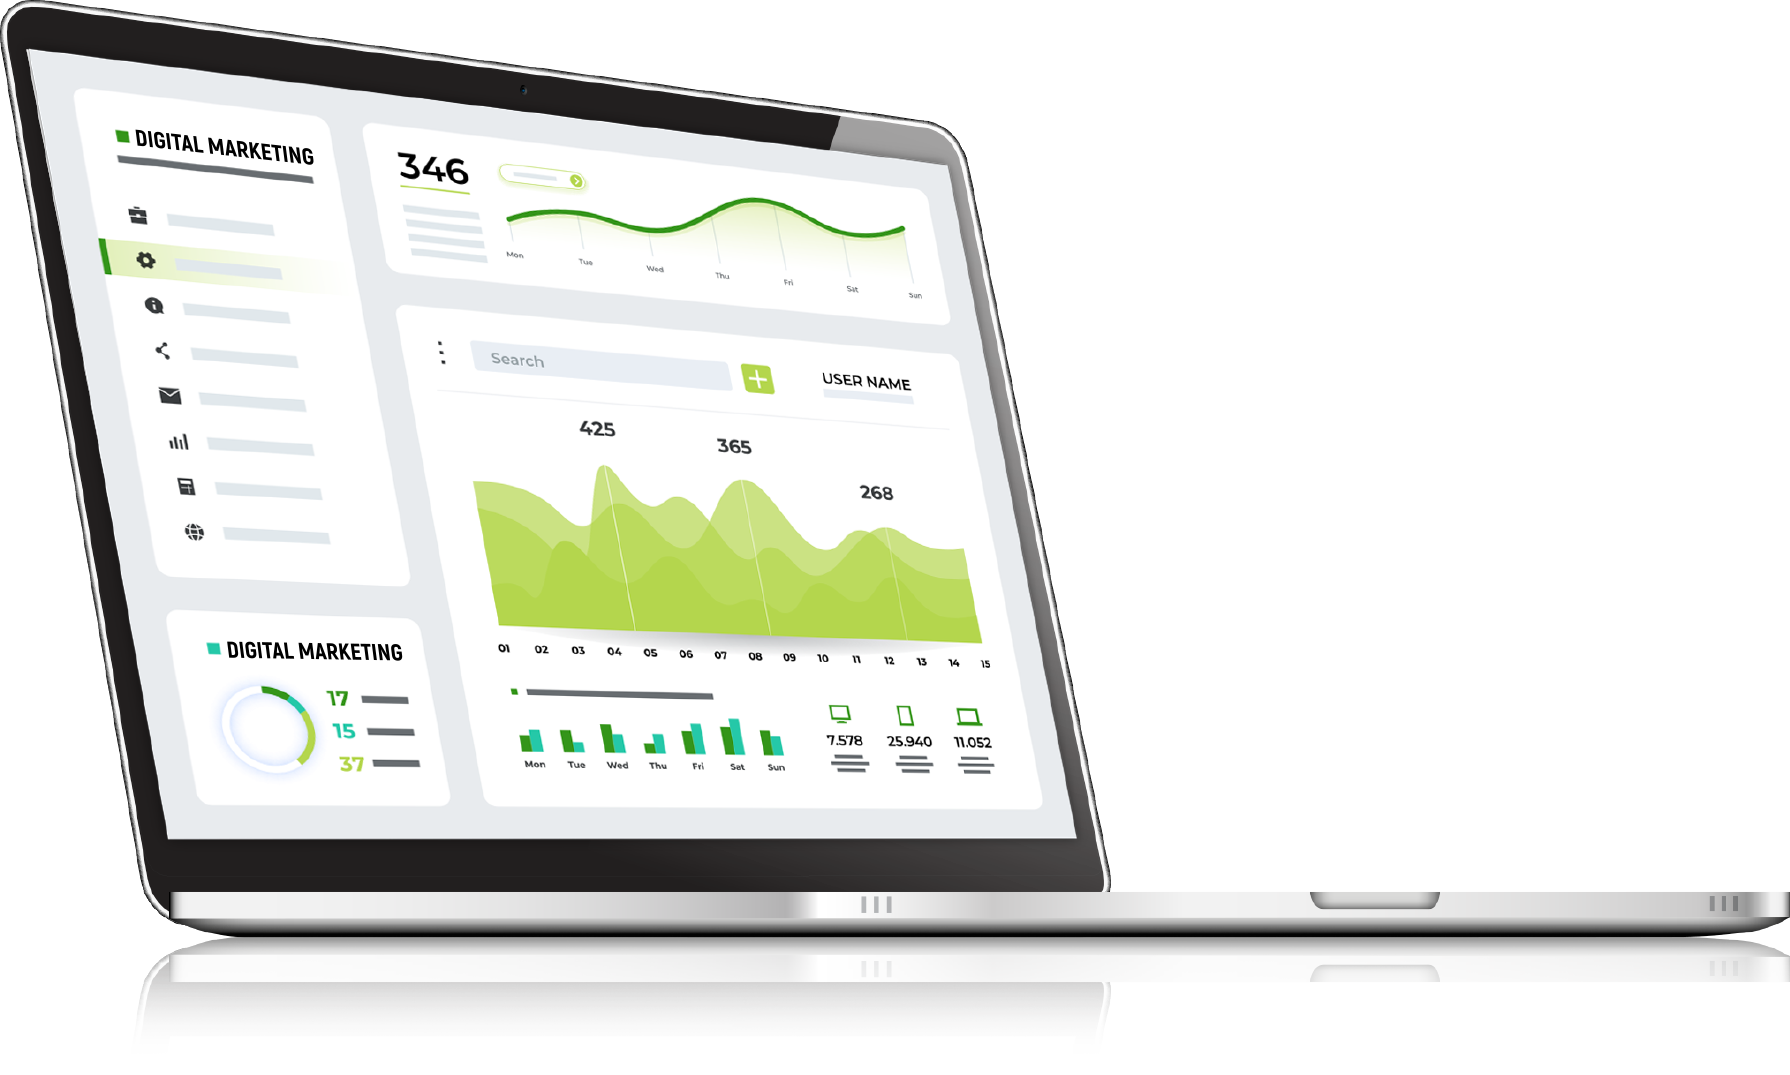 DIGITAL MARKETING
346
Mon Tue Wed Thu Fri Sat Sun
Search
USER NAME
425 365 268
01 02 03 04 05 06 07 08 09 10 11 12 13 14 15
Mon Tue Wed Thu Fri Sat Sun
7.578 25.940 11.052
DIGITAL MARKETING
17
15
37